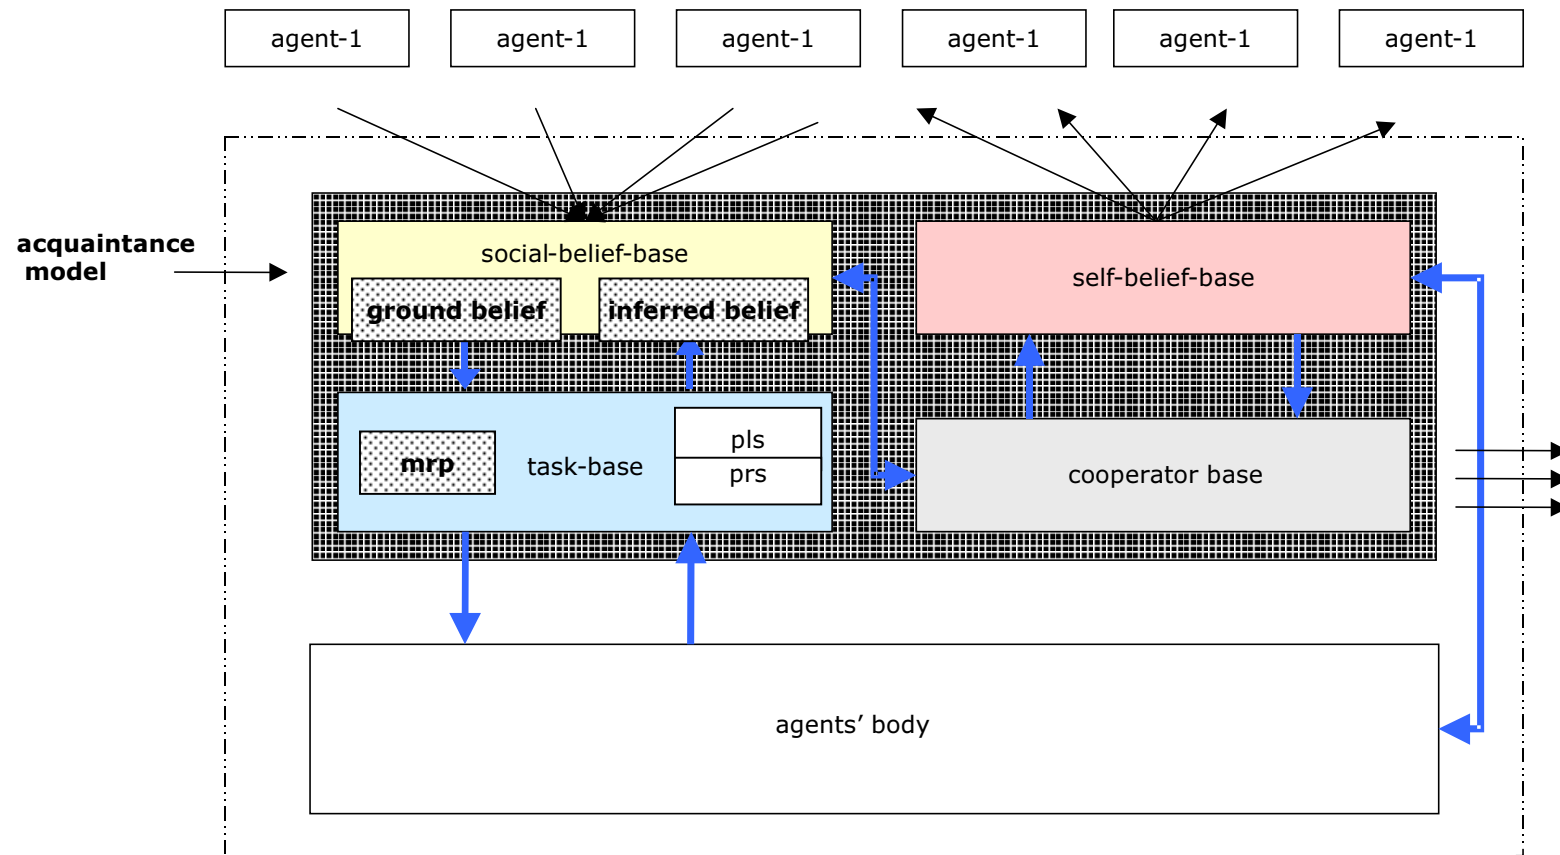 agent-1
agent-1
agent-1
agent-1
agent-1
agent-1
acquaintance
model
social-belief-base
ground belief
inferred belief
self-belief-base
mrp
task-base
pls
prs
cooperator base
agents’ body